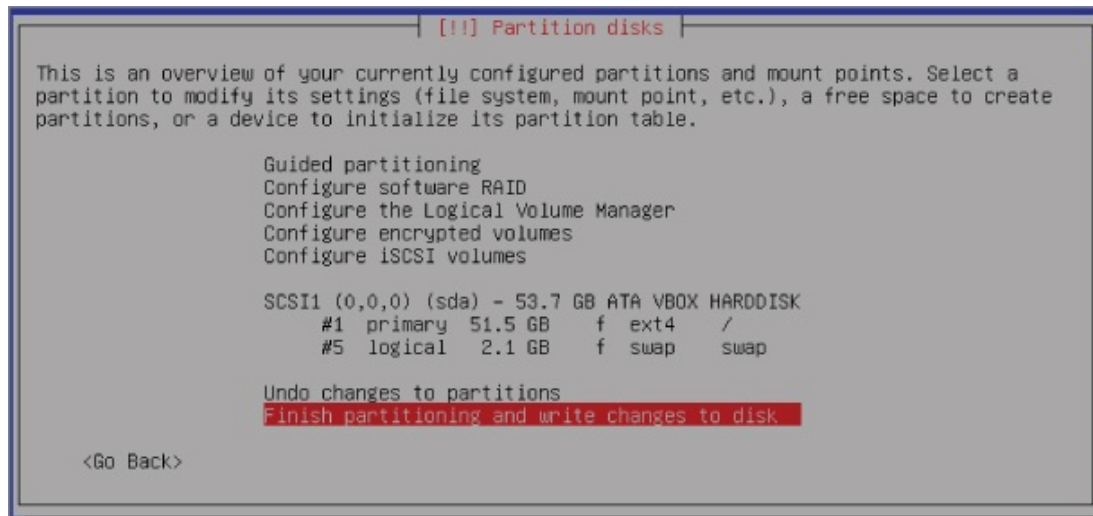 [!!] Partition disks
This is an overview of your currently configured partitions and mount points. Select a
partition to modify its settings (file system, mount point, etc.), a free space to create
partitions, or a device to initialize its partition table.
Guided partitioning
Configure software RAID
Configure the Logical Volume Manager
Configure encrypted volumes
Configure iSCSI volumes
SCSI1 (0,0,0) (sda) - 53.7 GB ATA VBOX HARDDISK
#1 primary 51.5 GB f ext4 /
#5 logical 2.1 GB f swap swap
Undo changes to partitions
Finish partitioning and write changes to disk
<Go Back>